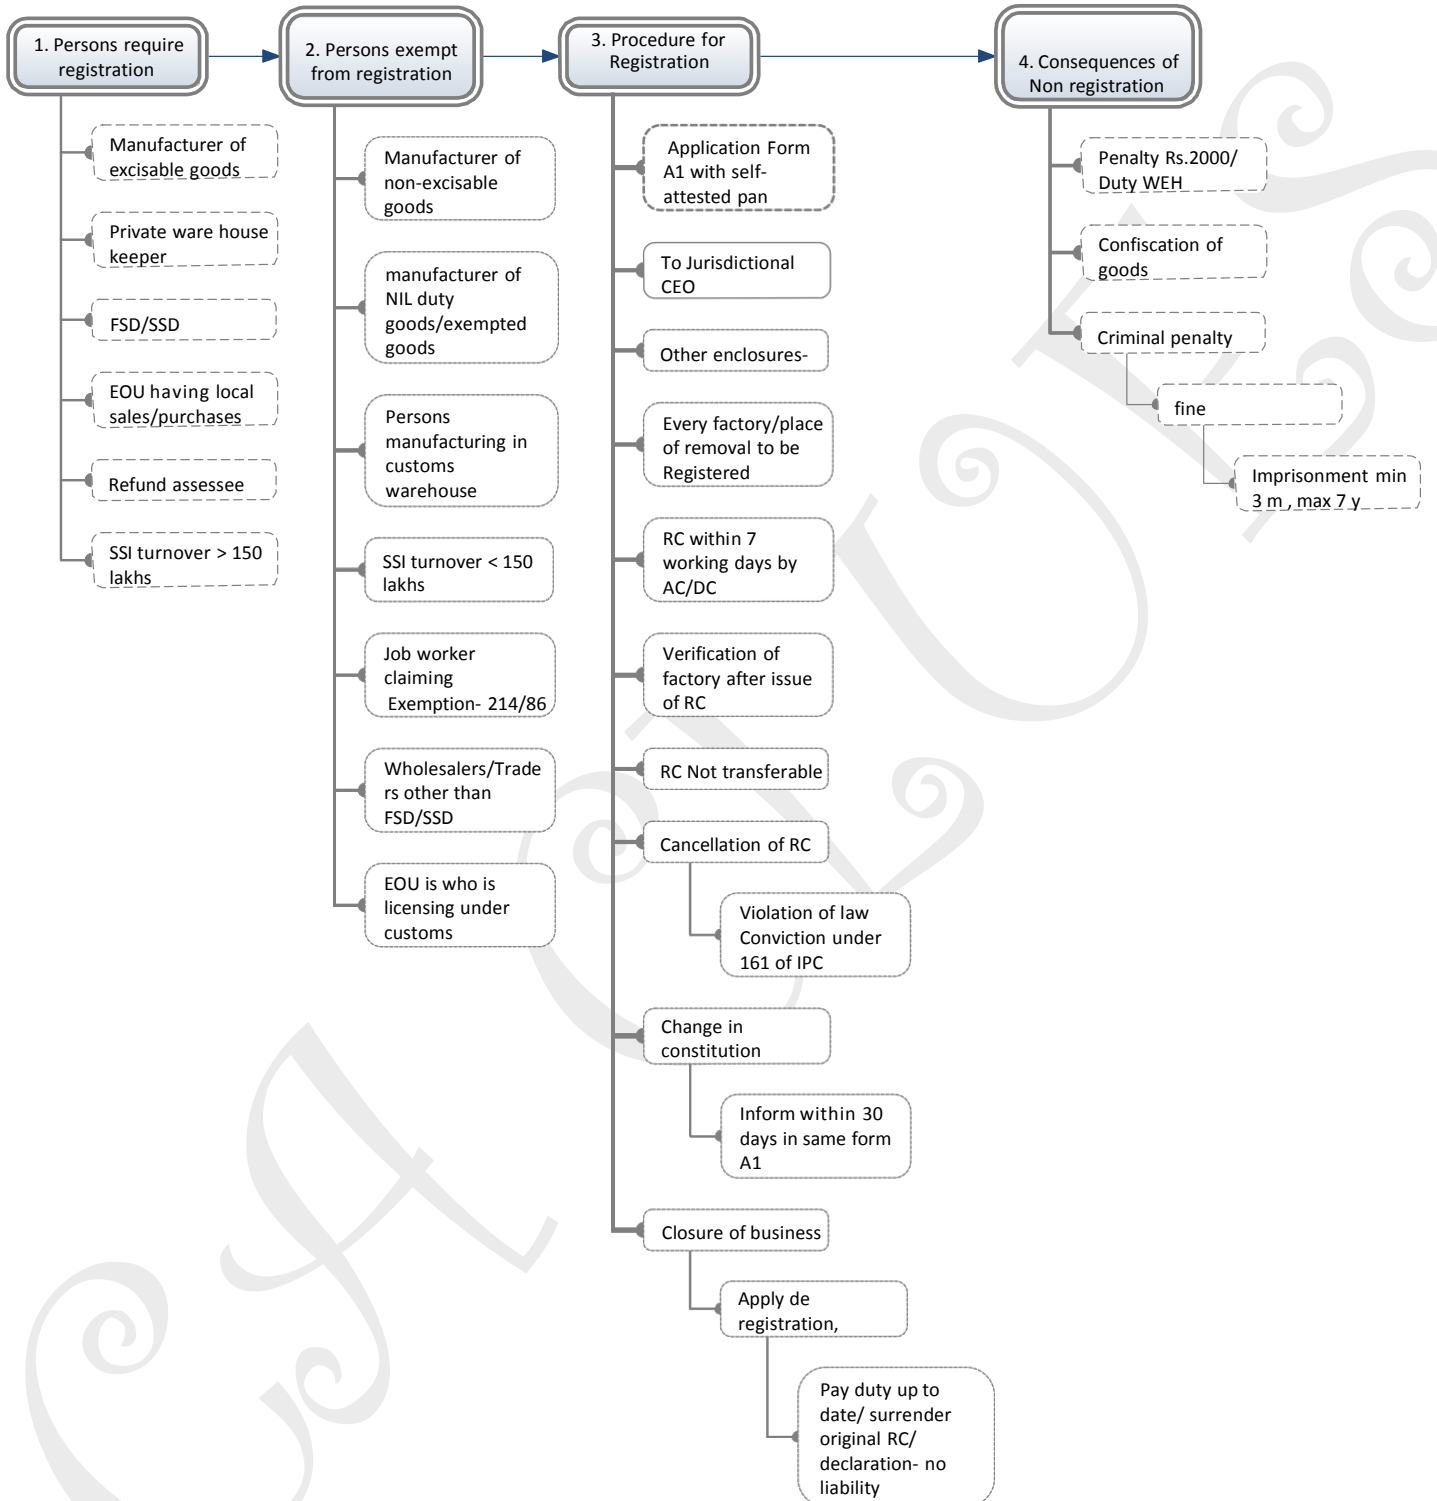 1. Persons require
registration
Manufacturer of
excisable goods
Private ware house
keeper
FSD/SSD
EOU having local
sales/purchases
Refund assessee
SSI turnover > 150
lakhs
2. Persons exempt
from registration
Manufacturer of
non-excisable
goods
manufacturer of
NIL duty
goods/exempted
goods
Persons
manufacturing in
customs
warehouse
SSI turnover < 150
lakhs
Job worker
claiming
Exemption- 214/86
Wholesalers/Trade
rs other than
FSD/SSD
EOU is who is
licensing under
customs
3. Procedure for
Registration
Application Form
A1 with self-
attested pan
To Jurisdictional
CEO
Other enclosures-
Every factory/place
of removal to be
Registered
RC within 7
working days by
AC/DC
Verification of
factory after issue
of RC
RC Not transferable
Cancellation of RC
Violation of law
Conviction under
161 of IPC
Change in
constitution
Inform within 30
days in same form
A1
Closure of business
Apply de
registration,
Pay duty up to
date/ surrender
original RC/
declaration- no
liability
4. Consequences of
Non registration
Penalty Rs.2000/
Duty WEH
Confiscation of
goods
Criminal penalty
fine
Imprisonment min
3 m , max 7 y